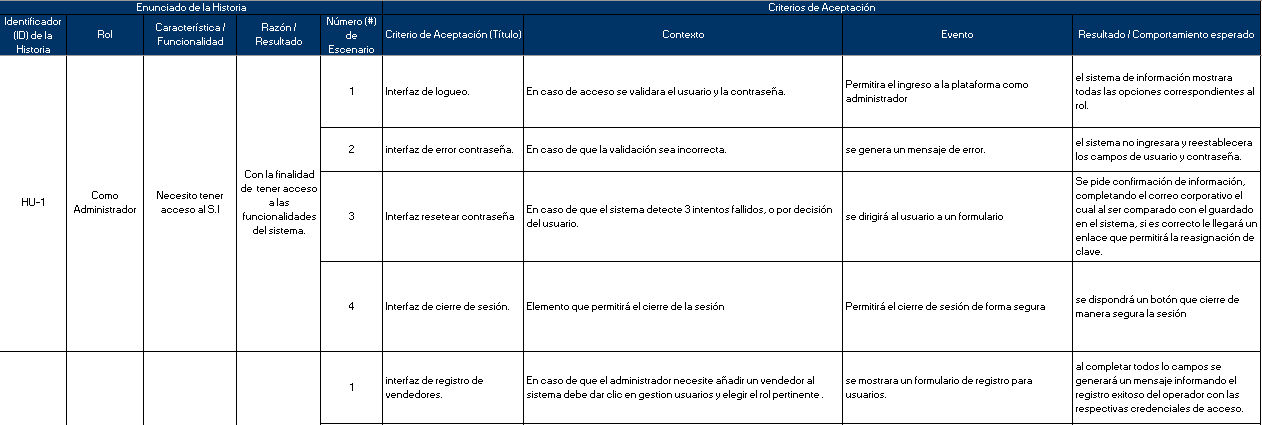 Enunciado de la Historia
Criterios de Aceptación
Identificador
(ID) de la
Historia
Rol
Característica /
Funcionalidad
Razón /
Resultado
Número (#)
de
Escenario
Criterio de Aceptación (Título)
Contexto
Evento
Resultado / Comportamiento esperado
HU-1
Como
Administrador
Necesito tener
acceso al S.I
Con la finalidad
de  tener acceso
a las
funcionalidades
del sistema.
1
Interfaz de logueo.
En caso de acceso se validara el usuario y la contraseña.
Permitira el ingreso a la plataforma como
administrador
el sistema de información mostrara
todas las opciones correspondientes al
rol.
2
interfaz de error contraseña.
En caso de que la validación sea incorrecta.
se genera un mensaje de error.
el sistema no ingresara y reestablecera
los campos de usuario y contraseña.
3
Interfaz resetear contraseña
En caso de que el sistema detecte 3 intentos fallidos, o por decisión
del usuario.
se dirigirá al usuario a un formulario
Se pide confirmación de información,
completando el correo corporativo el
cual al ser comparado con el guardado
en el sistema, si es correcto le llegará un
enlace que permitirá la reasignación de
clave.
4
Interfaz de cierre de sesión.
Elemento que permitirá el cierre de la sesión
Permitirá el cierre de sesión de forma segura
se dispondrá un botón que cierre de
manera segura la sesión
1
interfaz de registro de
vendedores.
En caso de que el administrador necesite añadir un vendedor al
sistema debe dar clic en gestion usuarios y elegir el rol pertinente .
se mostrara un formulario de registro para
usuarios.
al completar todos lo campos se
generará un mensaje informando el
registro exitoso del operador con las
respectivas credenciales de acceso.